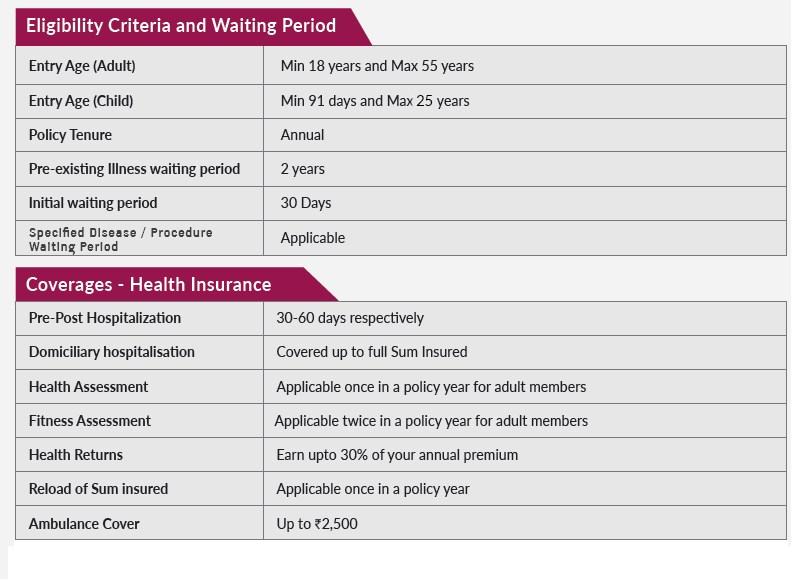 Eligibility Criteria and Waiting Period
Entry Age (Adult) Min 18 years and Max 55 years
Entry Age (Child) Min 91 days and Max 25 years
Policy Tenure Annual
Pre-existing Illness waiting period 2 years
Initial waiting period 30 Days
Specified Disease / Procedure
Waiting Period
Applicable
Coverages - Health Insurance
Pre-Post Hospitalization 30-60 days respectively
Domiciliary hospitalisation Covered up to full Sum Insured
Health Assessment Applicable once in a policy year for adult members
Fitness Assessment Applicable twice in a policy year for adult members
Health Returns Earn upto 30% of your annual premium
Reload of Sum insured Applicable once in a policy year
Ambulance Cover Up to ₹2,500